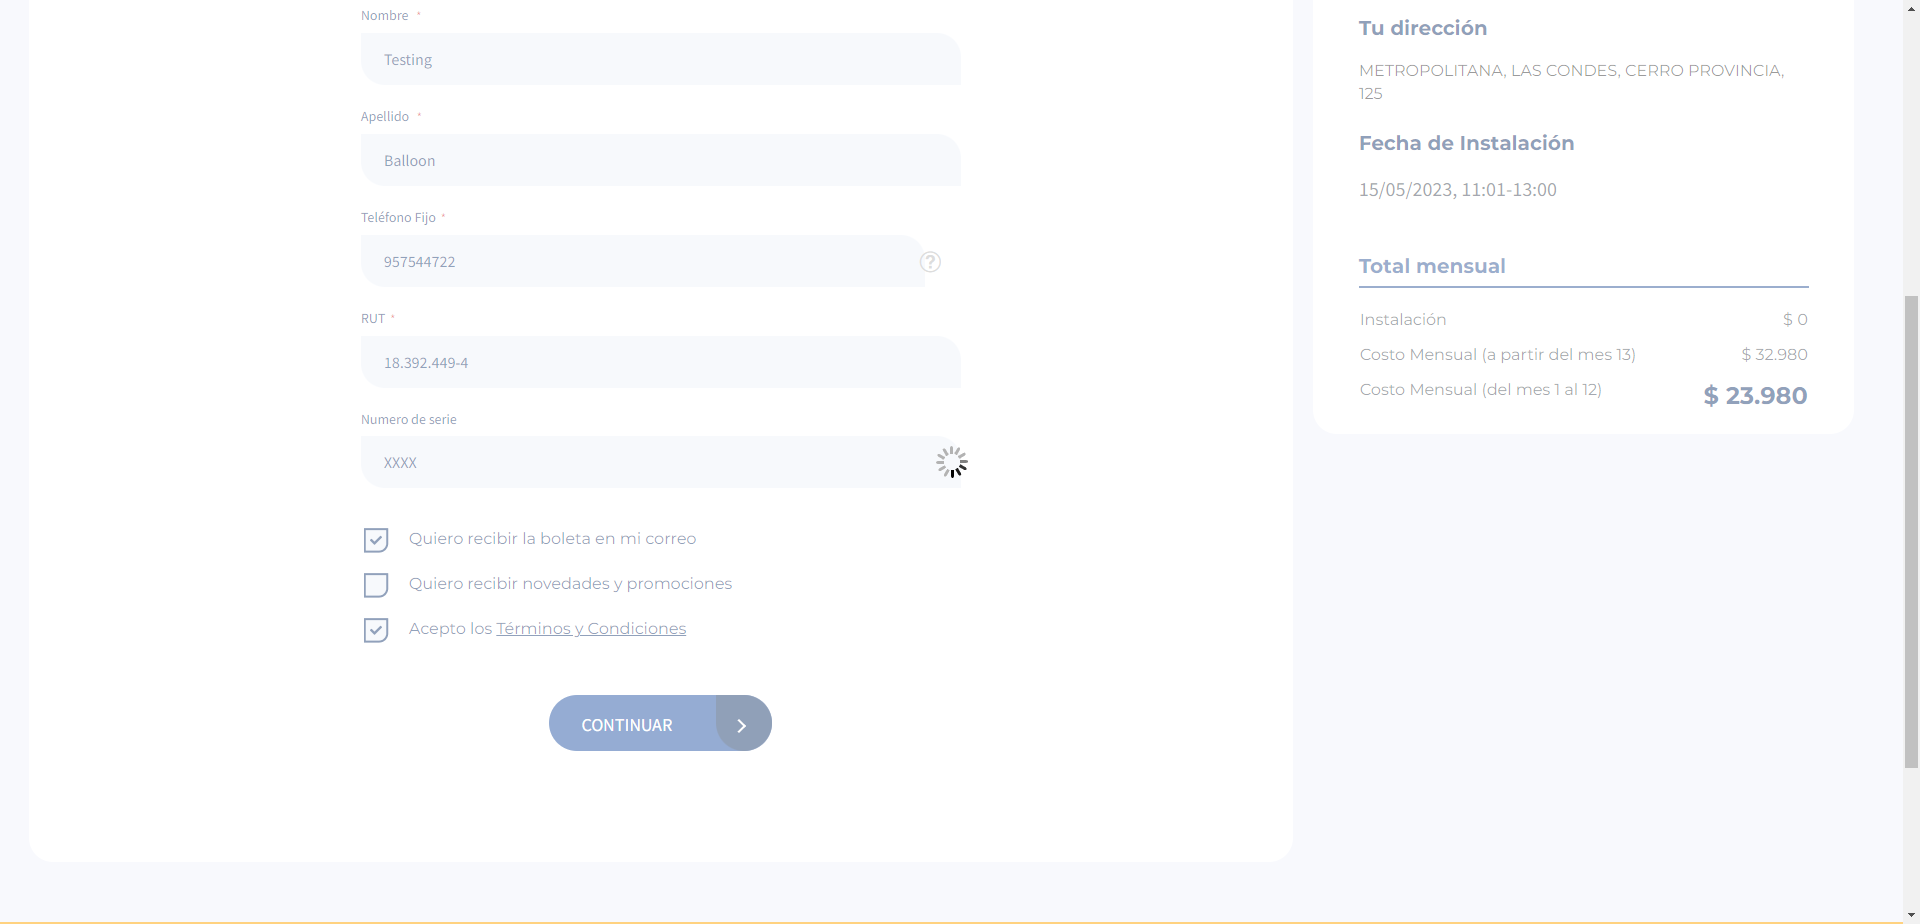 Nombre *
Testing
Apellido *
Balloon
Teléfono Fijo *
957544722
?
RUT *
18.392.449-4
Numero de serie
XXXX
Quiero recibir la boleta en mi correo
Quiero recibir novedades y promociones
Acepto los Términos y Condiciones
CONTINUAR
Tu dirección
METROPOLITANA, LAS CONDES, CERRO PROVINCIA,
125
Fecha de Instalación
15/05/2023, 11:01-13:00
Total mensual
Instalación $ 0
Costo Mensual (a partir del mes 13) $ 32.980
Costo Mensual (del mes 1 al 12) $ 23.980